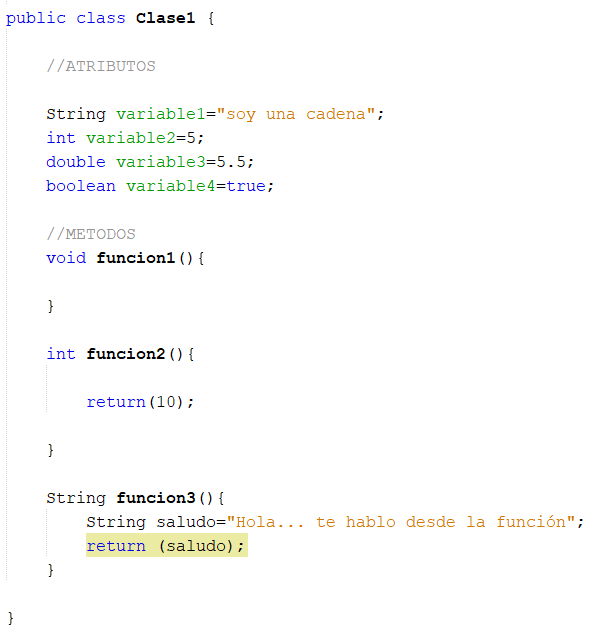 public class Clase1 {
//ATRIBUTOS
String variable1="soy una cadena";
int variable2=5;
double variable3=5.5;
boolean variable4=true;
//METODOS
void funcion1(){
}
int funcion2(){
return(10);
}
String funcion3(){
String saludo="Hola... te hablo desde la función";
return (saludo);
}
}